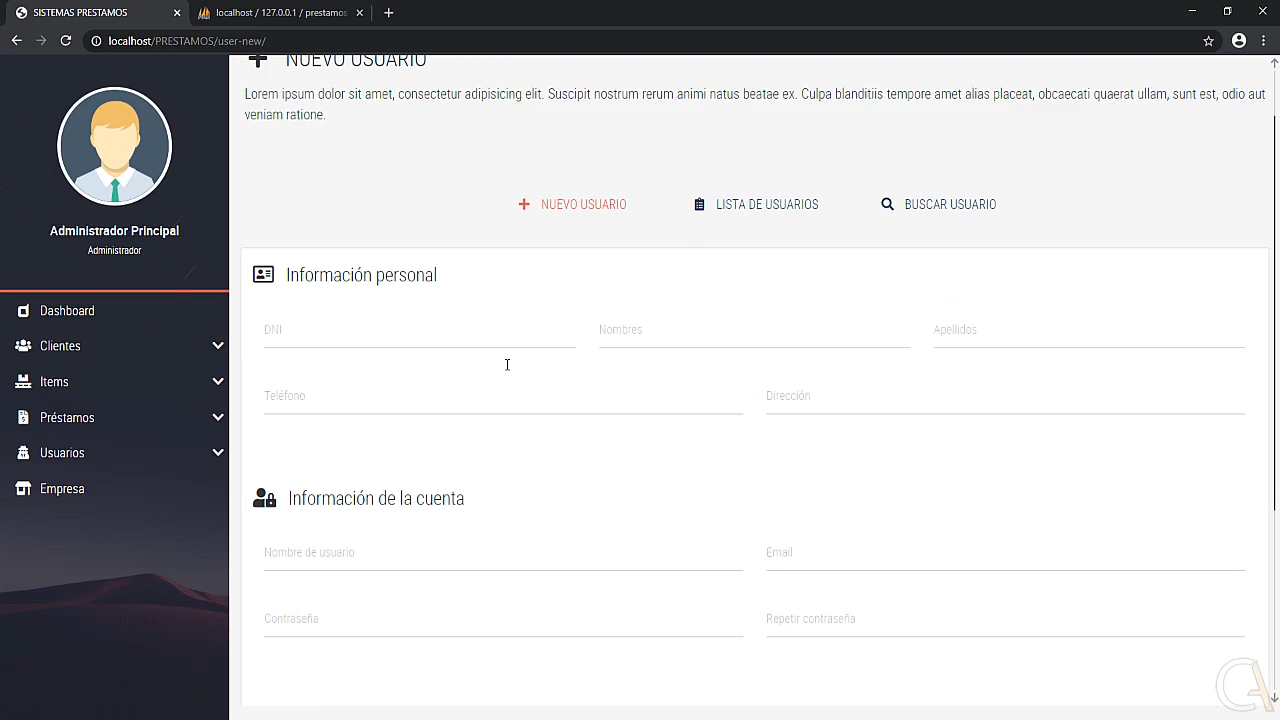 SISTEMAS PRESTAMOS
localhost / 127.0.0.1 / prestamos
localhost/PRESTAMOS/user-new/
Administrador Principal
Administrador
Dashboard
Clientes
Items
Préstamos
Usuarios
Empresa
NUEVO USUARIO
Lorem ipsum dolor sit amet, consectetur adipisicing elit. Suscipit nostrum rerum animi natus beatae ex. Culpa blanditiis tempore amet alias placeat, obcaecati quaerat ullam, sunt est, odio aut
veniam ratione.
NUEVO USUARIO
LISTA DE USUARIOS
BUSCAR USUARIO
Información personal
DNI
Nombres
Apellidos
Teléfono
Dirección
Información de la cuenta
Nombre de usuario
Email
Contraseña
Repetir contraseña
CA